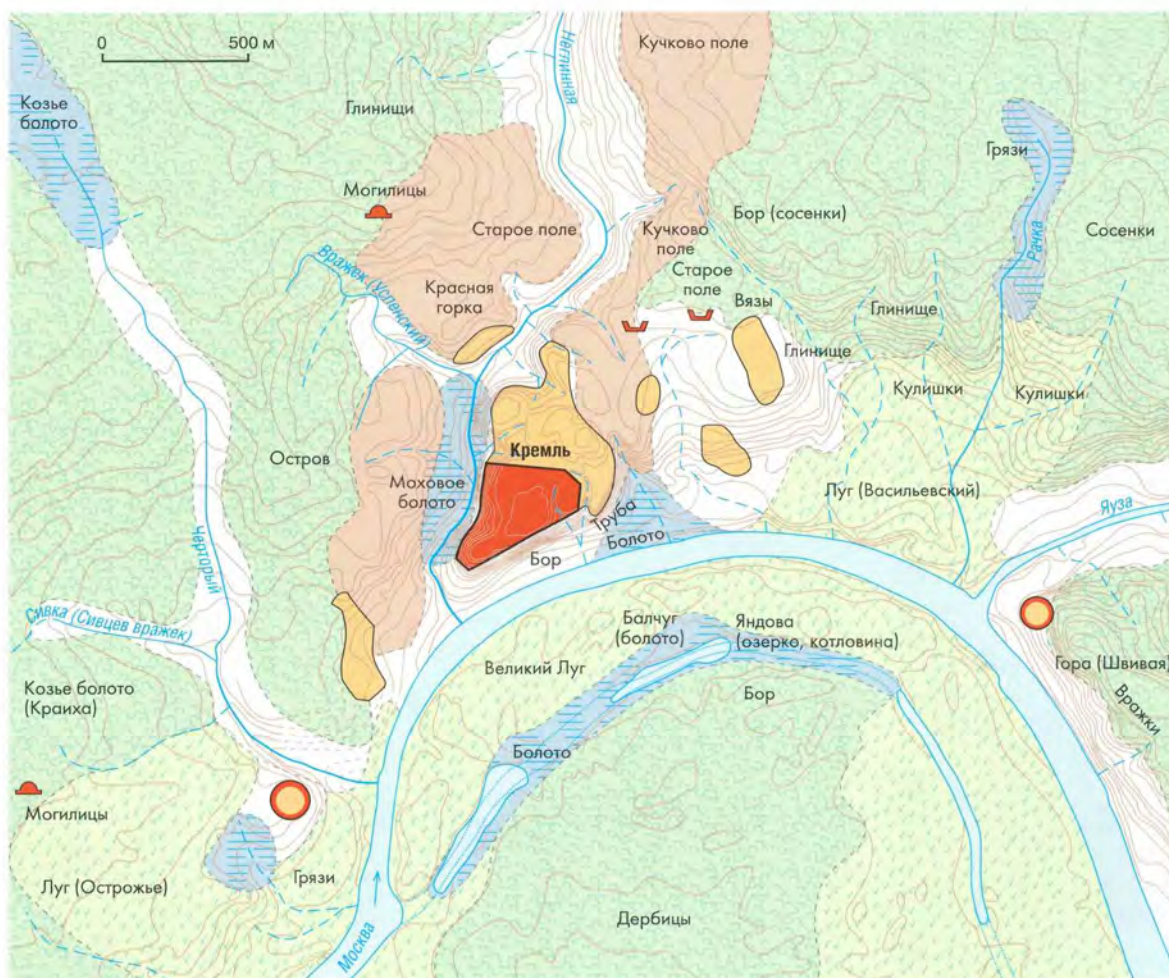 0
500 м
Кучково поле
Неглинная
Козье
болото
Глинищи
Грязи
Могилицы
Бор (сосенки)
Старое поле
Кучково
поле
Сосенки
Рачка
Вражек (Успенский)
Старое
поле
Красная
горка
Вязы
Глинище
Глинище
Кулишки
Кулишки
Кремль
Остров
Моховое
болото
Луг (Васильевский)
Труба
Яуза
Болото
Бор
Черторый
Сивка (Сивцев вражек)
Балчуг
(болото)
Яндова
(озерко, котловина)
Великий Луг
Гора (Швивая)
Бор
Козье болото
(Краиха)
Вражки
Болото
Могилицы
Грязи
Луг (Острожье)
Дербицы
Москва